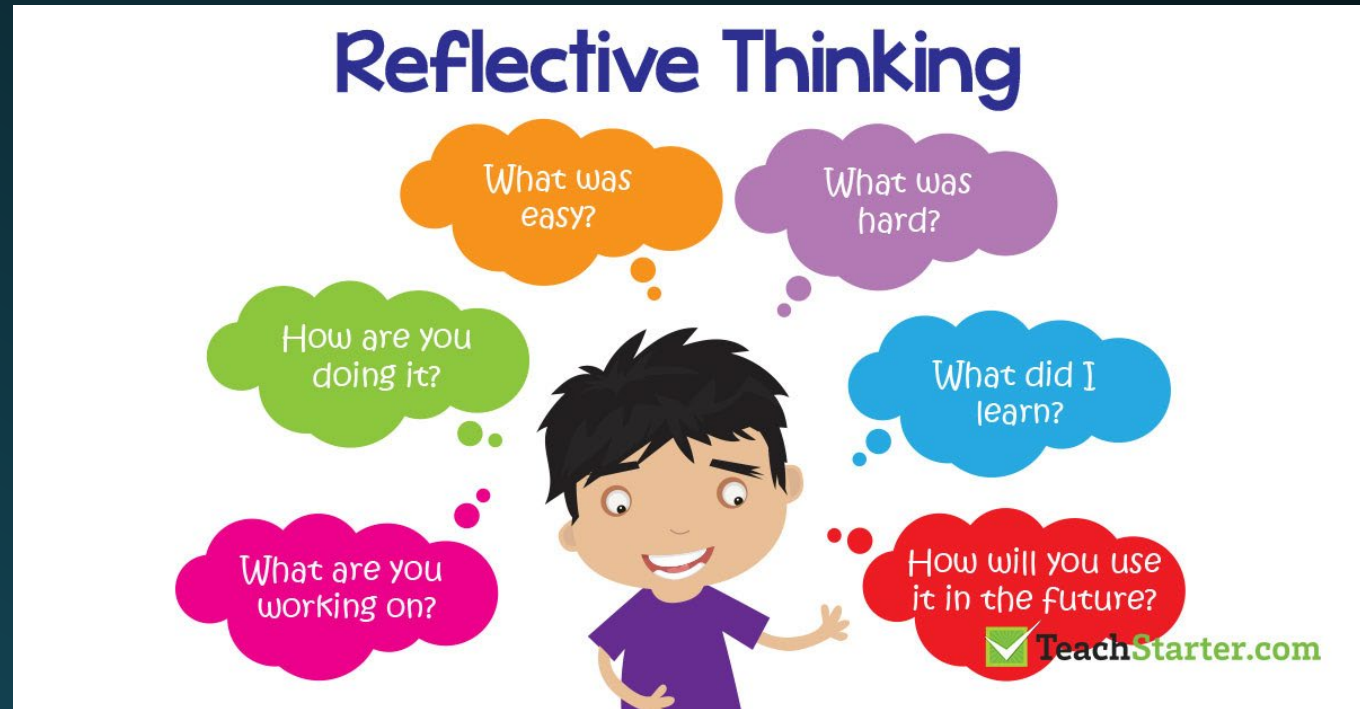 Reflective Thinking
What was
easy?
What was
hard?
How are you
doing it?
What did I
learn?
What are you
working on?
How will you use
it in the future?
TeachStarter.com